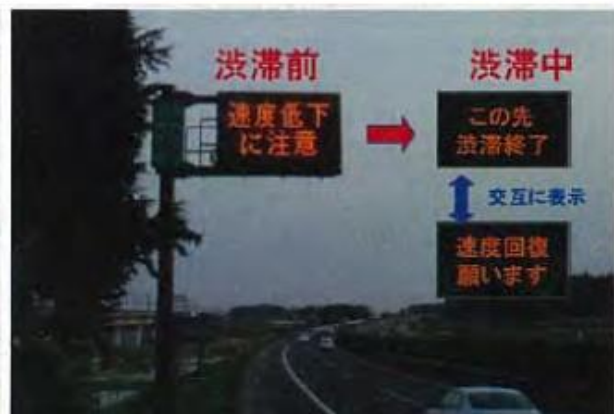 渋滞前
速度低下
に注意
渋滞中
この先
渋滞終了
交互に表示
速度回復
願います